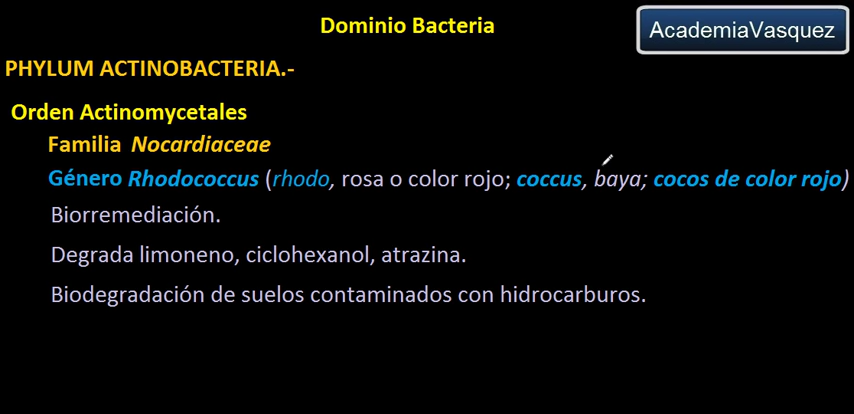 Dominio Bacteria
AcademiaVasquez
PHYLUM ACTINOBACTERIA.-
Orden Actinomycetales
Familia Nocardiaceae
Género Rhodococcus (rhodo, rosa o color rojo; coccus, baya; cocos de color rojo)
Biorremediación.
Degrada limoneno, ciclohexanol, atrazina.
Biodegradación de suelos contaminados con hidrocarburos.